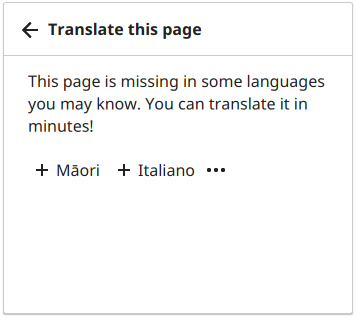 Translate this page
This page is missing in some languages
you may know. You can translate it in
minutes!
+ Māori + Italiano •••